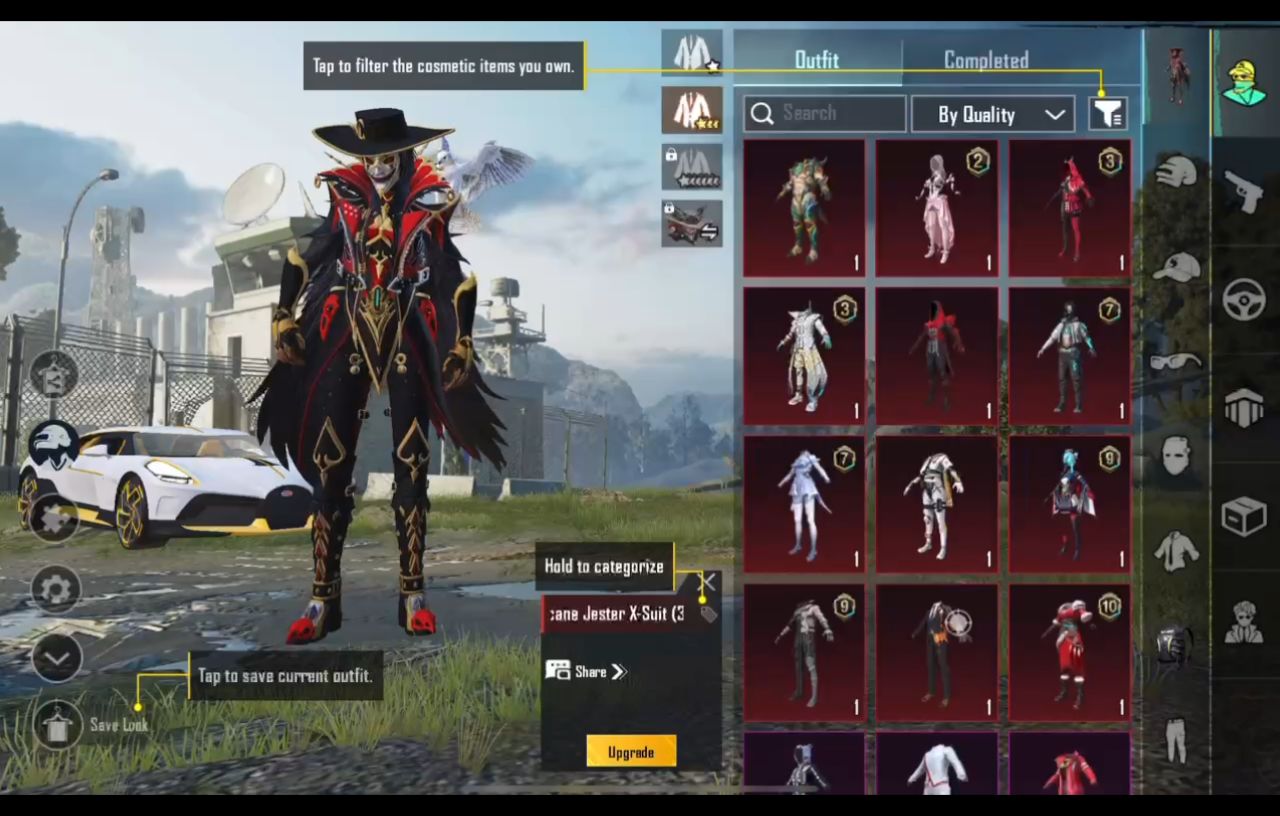 Tap to filter the cosmetic items you own.
Outfit
Completed
Search
By Quality
1
2
1
3
1
3
1
1
7
1
7
1
1
9
1
9
1
1
10
1
Hold to categorize
cane Jester X-Suit (3
Share
Upgrade
Tap to save current outfit.
Save Look